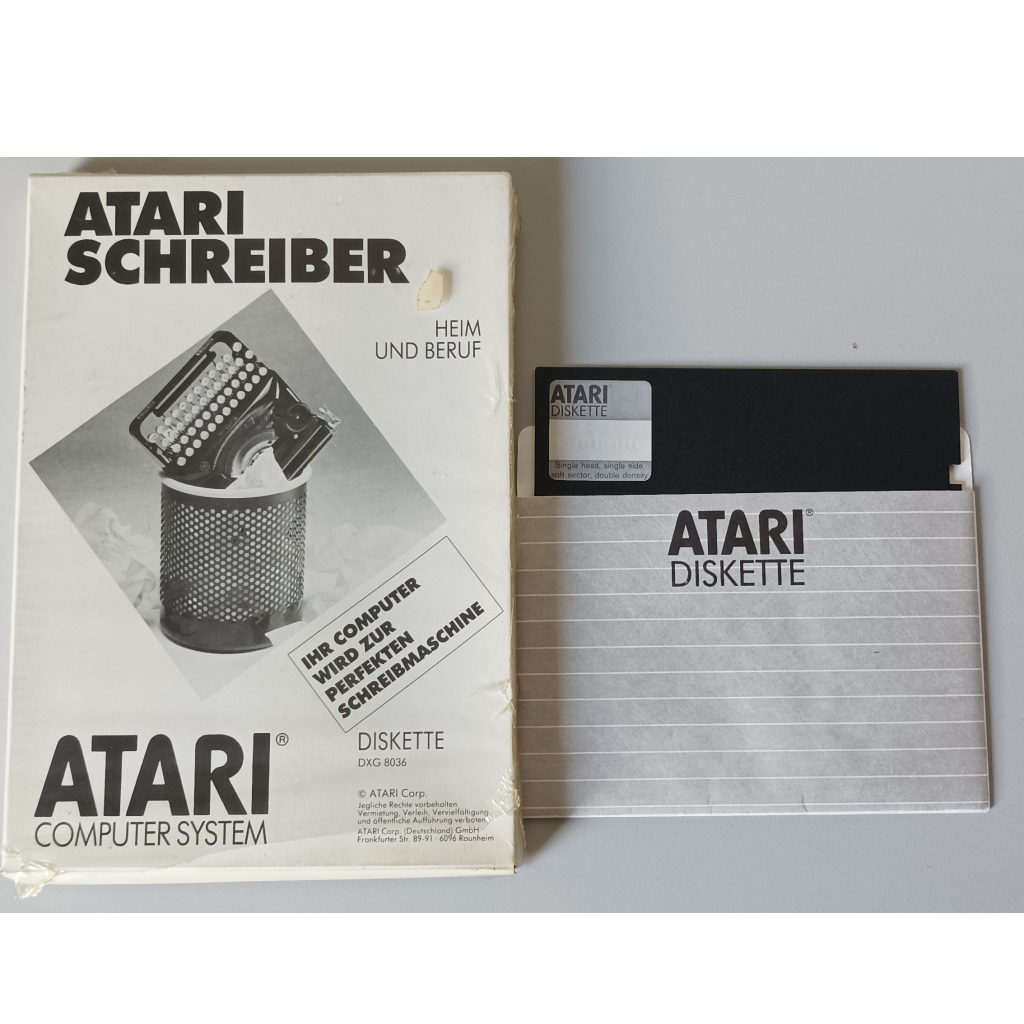 ATARI
SCHREIBER
HEIM
UND BERUF
IHR COMPUTER
WIRD ZUR
PERFEKTEN
SCHREIBMASCHINE
ATARI®
COMPUTER SYSTEM
DISKETTE
DXG 8036
© ATARI Corp.
Jegliche Rechte vorbehalten
Vermietung, Verleih, Vervielfältigung
und öffentliche Aufführung verboten
ATARI Corp. (Deutschland) GmbH
Frankfurter Str. 89-91 · 6096 Raunheim
ATARI
DISKETTE
Single head, single side,
soft sector, double density
ATARI®
DISKETTE